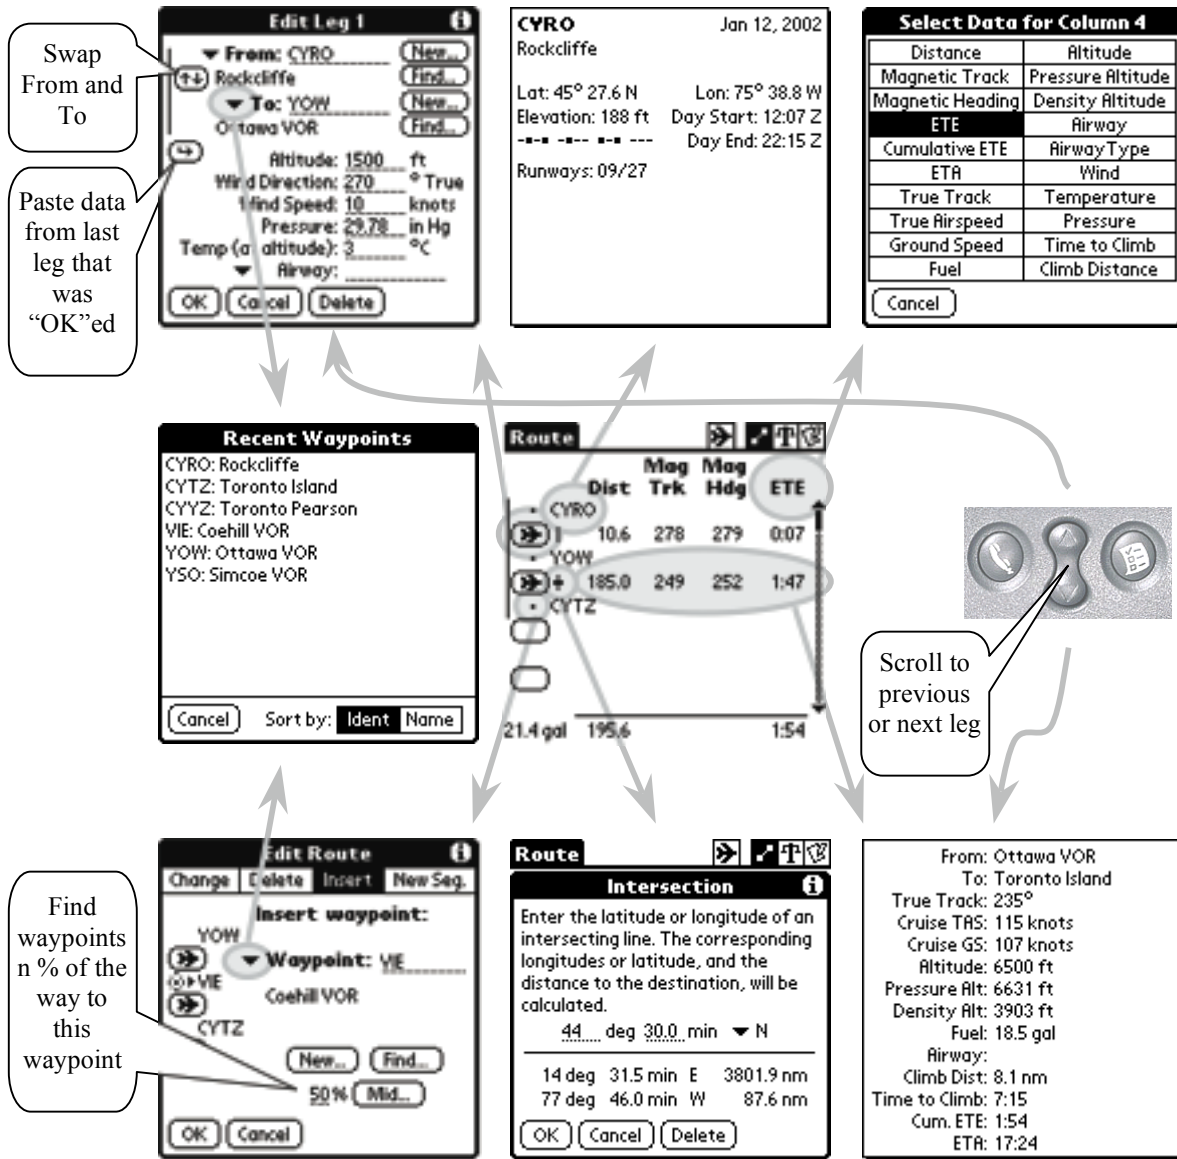 Swap
From and
To
Paste data
from last
leg that
was
“OK”ed
Edit Leg 1
i
From: CYRO
New...
Rockcliffe
Find...
To: YOW
New...
Ottawa VOR
Find...
Altitude: 1500 ft
Wind Direction: 270 ° True
Wind Speed: 10 knots
Pressure: 29.78 in Hg
Temp (at altitude): 3 °C
Airway:
OK Cancel Delete
CYRO Jan 12, 2002
Rockcliffe
Lat: 45° 27.6 N Lon: 75° 38.8 W
Elevation: 188 ft Day Start: 12:07 Z
Day End: 22:15 Z
Runways: 09/27
Select Data for Column 4
Distance Altitude
Magnetic Track Pressure Altitude
Magnetic Heading Density Altitude
ETE Airway
Cumulative ETE Airway Type
ETA Wind
True Track Temperature
True Airspeed Pressure
Ground Speed Time to Climb
Fuel Climb Distance
Cancel
Recent Waypoints
CYRO: Rockcliffe
CYTZ: Toronto Island
CYYZ: Toronto Pearson
VIE: Coehill VOR
YOW: Ottawa VOR
YSO: Simcoe VOR
Cancel Sort by: Ident Name
Route
Mag Mag
Dist Trk Hdg ETE
CYRO
10.6 278 279 0:07
YOW
185.0 249 252 1:47
CYTZ
21.4 gal 195.6 1:54
Scroll to
previous
or next leg
Find
waypoints
n % of the
way to
this
waypoint
Edit Route
i
Change Delete Insert New Seg.
Insert waypoint:
YOW
Waypoint: VIE
VIE
Coehill VOR
CYTZ
New... Find...
50% Mid...
OK Cancel
Route
Intersection
i
Enter the latitude or longitude of an
intersecting line. The corresponding
longitudes or latitude, and the
distance to the destination, will be
calculated.
44 deg 30.0 min N
14 deg 31.5 min E 3801.9 nm
77 deg 46.0 min W 87.6 nm
OK Cancel Delete
From: Ottawa VOR
To: Toronto Island
True Track: 235°
Cruise TAS: 115 knots
Cruise GS: 107 knots
Altitude: 6500 ft
Pressure Alt: 6631 ft
Density Alt: 3903 ft
Fuel: 18.5 gal
Airway:
Climb Dist: 8.1 nm
Time to Climb: 7:15
Cum. ETE: 1:54
ETA: 17:24